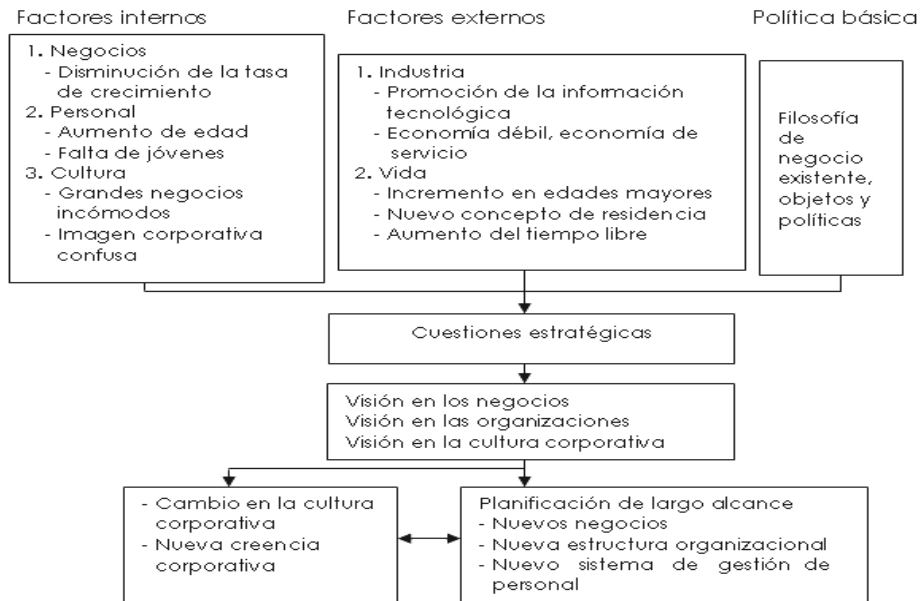 Factores internos
1. Negocios
- Disminución de la tasa
de crecimiento
2. Personal
- Aumento de edad
- Falta de jóvenes
3. Cultura
- Grandes negocios
incómodos
- Imagen corporativa
confusa
Factores externos
1. Industria
- Promoción de la información
tecnológica
- Economía débil, economía de
servicio
2. Vida
- Incremento en edades mayores
- Nuevo concepto de residencia
- Aumento del tiempo libre
Política básica
Filosofía
de
negocio
existente,
objetos y
políticas
Cuestiones estratégicas
Visión en los negocios
Visión en las organizaciones
Visión en la cultura corporativa
- Cambio en la cultura
corporativa
- Nueva creencia
corporativa
Planificación de largo alcance
- Nuevos negocios
- Nueva estructura organizacional
- Nuevo sistema de gestión de
personal